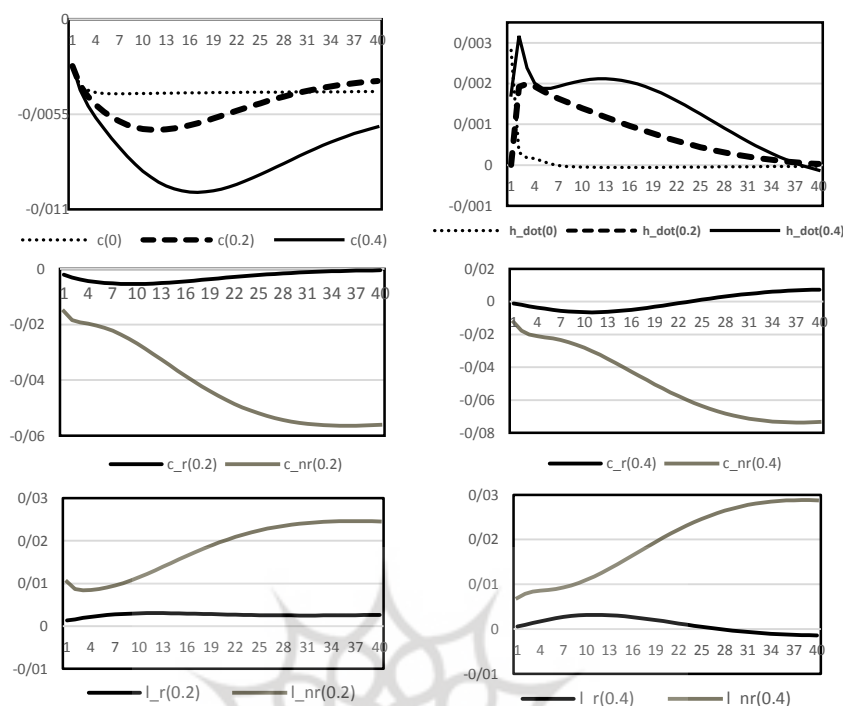 0
1 4 7 10 13 16 19 22 25 28 31 34 37 40
-0/0055
-0/011
c(0) c(0.2) c(0.4)
0/003
0/002
0/001
0
1 4 7 10 13 16 19 22 25 28 31 34 37 40
-0/001
h_dot(0) h_dot(0.2) h_dot(0.4)
0
1 4 7 10 13 16 19 22 25 28 31 34 37 40
-0/02
-0/04
-0/06
c_r(0.2) c_nr(0.2)
0/02
0
1 4 7 10 13 16 19 22 25 28 31 34 37 40
-0/02
-0/04
-0/06
-0/08
c_r(0.4) c_nr(0.4)
0/03
0/02
0/01
0
1 4 7 10 13 16 19 22 25 28 31 34 37 40
-0/01
l_r(0.2) l_nr(0.2)
0/03
0/02
0/01
0
1 4 7 10 13 16 19 22 25 28 31 34 37 40
-0/01
l_r(0.4) l_nr(0.4)